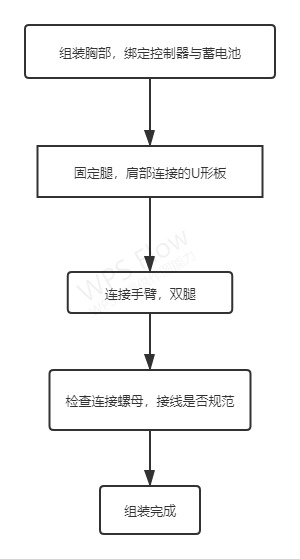 组装胸部，绑定控制器与蓄电池
固定腿，肩部连接的U形板
WPS Flow
连接手臂，双腿
检查连接螺母，接线是否规范
组装完成